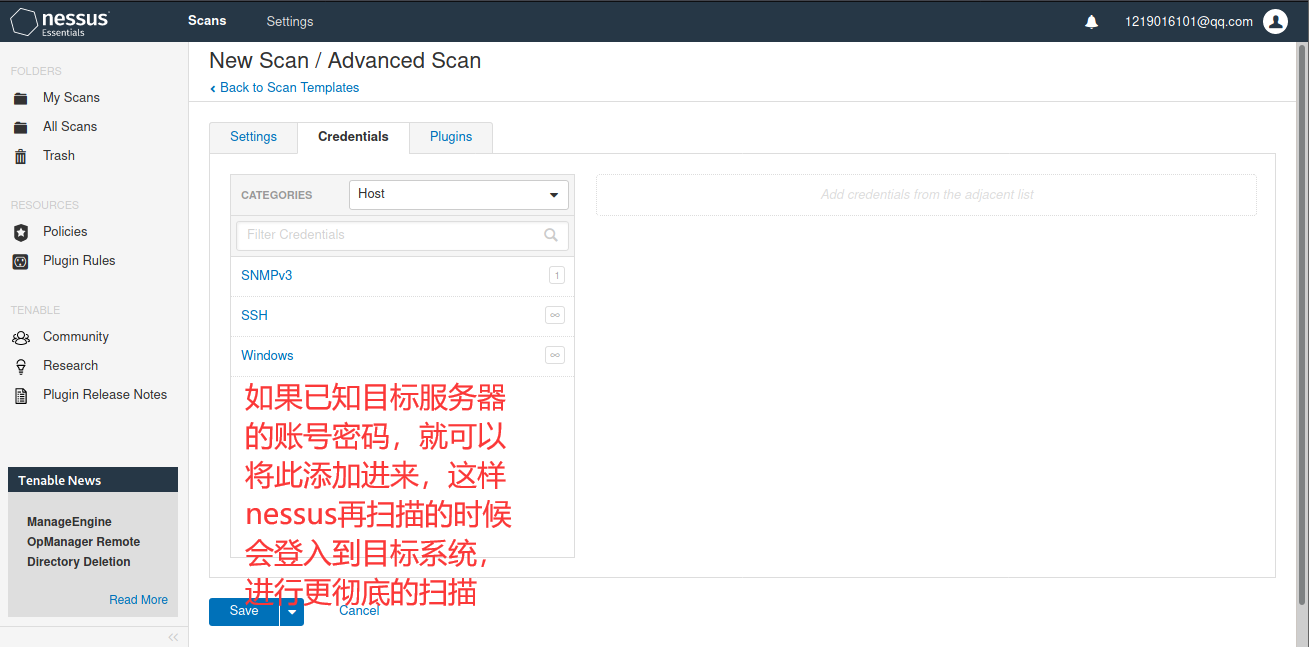 nessus
Essentials
Scans
Settings
1219016101@qq.com
FOLDERS
My Scans
All Scans
Trash
RESOURCES
Policies
Plugin Rules
TENABLE
Community
Research
Plugin Release Notes
Tenable News
ManageEngine
OpManager Remote
Directory Deletion
Read More
New Scan / Advanced Scan
Back to Scan Templates
Settings
Credentials
Plugins
CATEGORIES
Host
Filter Credentials
SNMPv3
1
SSH
∞
Windows
∞
Add credentials from the adjacent list
如果已知目标服务器
的账号密码，就可以
将此添加进来，这样
nessus再扫描的时候
会登入到目标系统，
进行更彻底的扫描
Save
Cancel